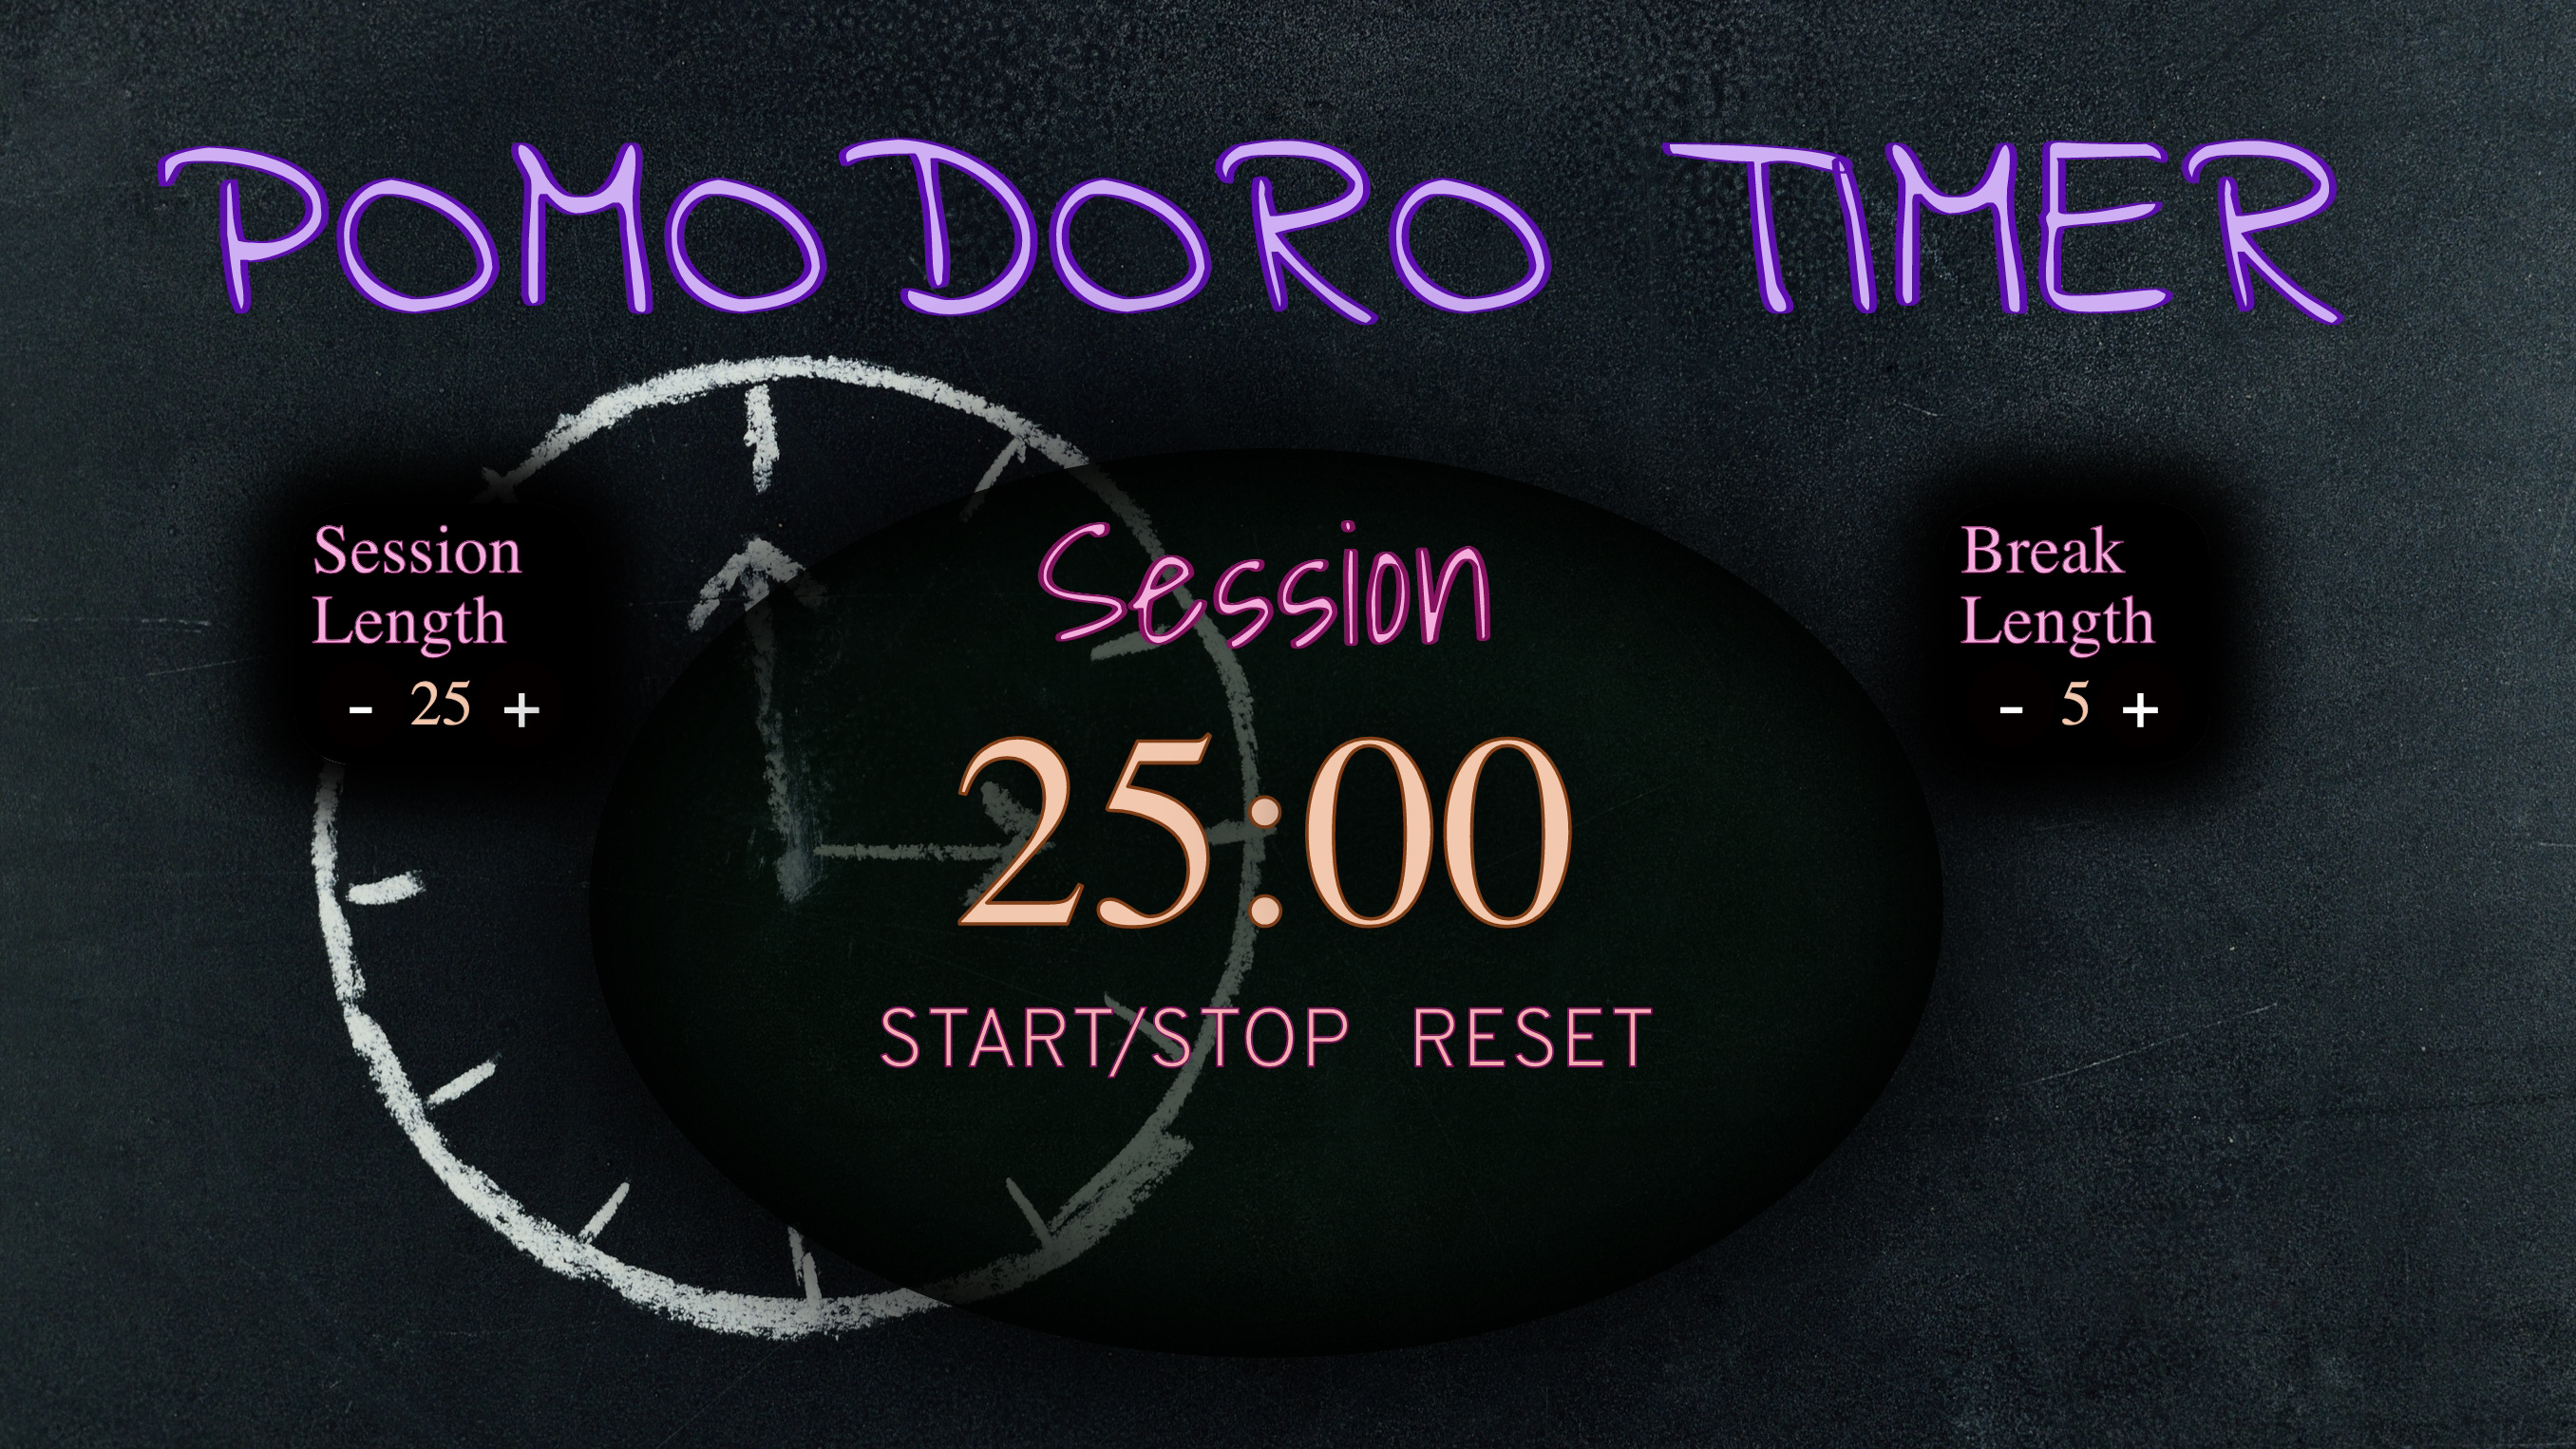 POMODORO TIMER
Session
Length
- 25 +
Session
25:00
START/STOP RESET
Break
Length
- 5 +